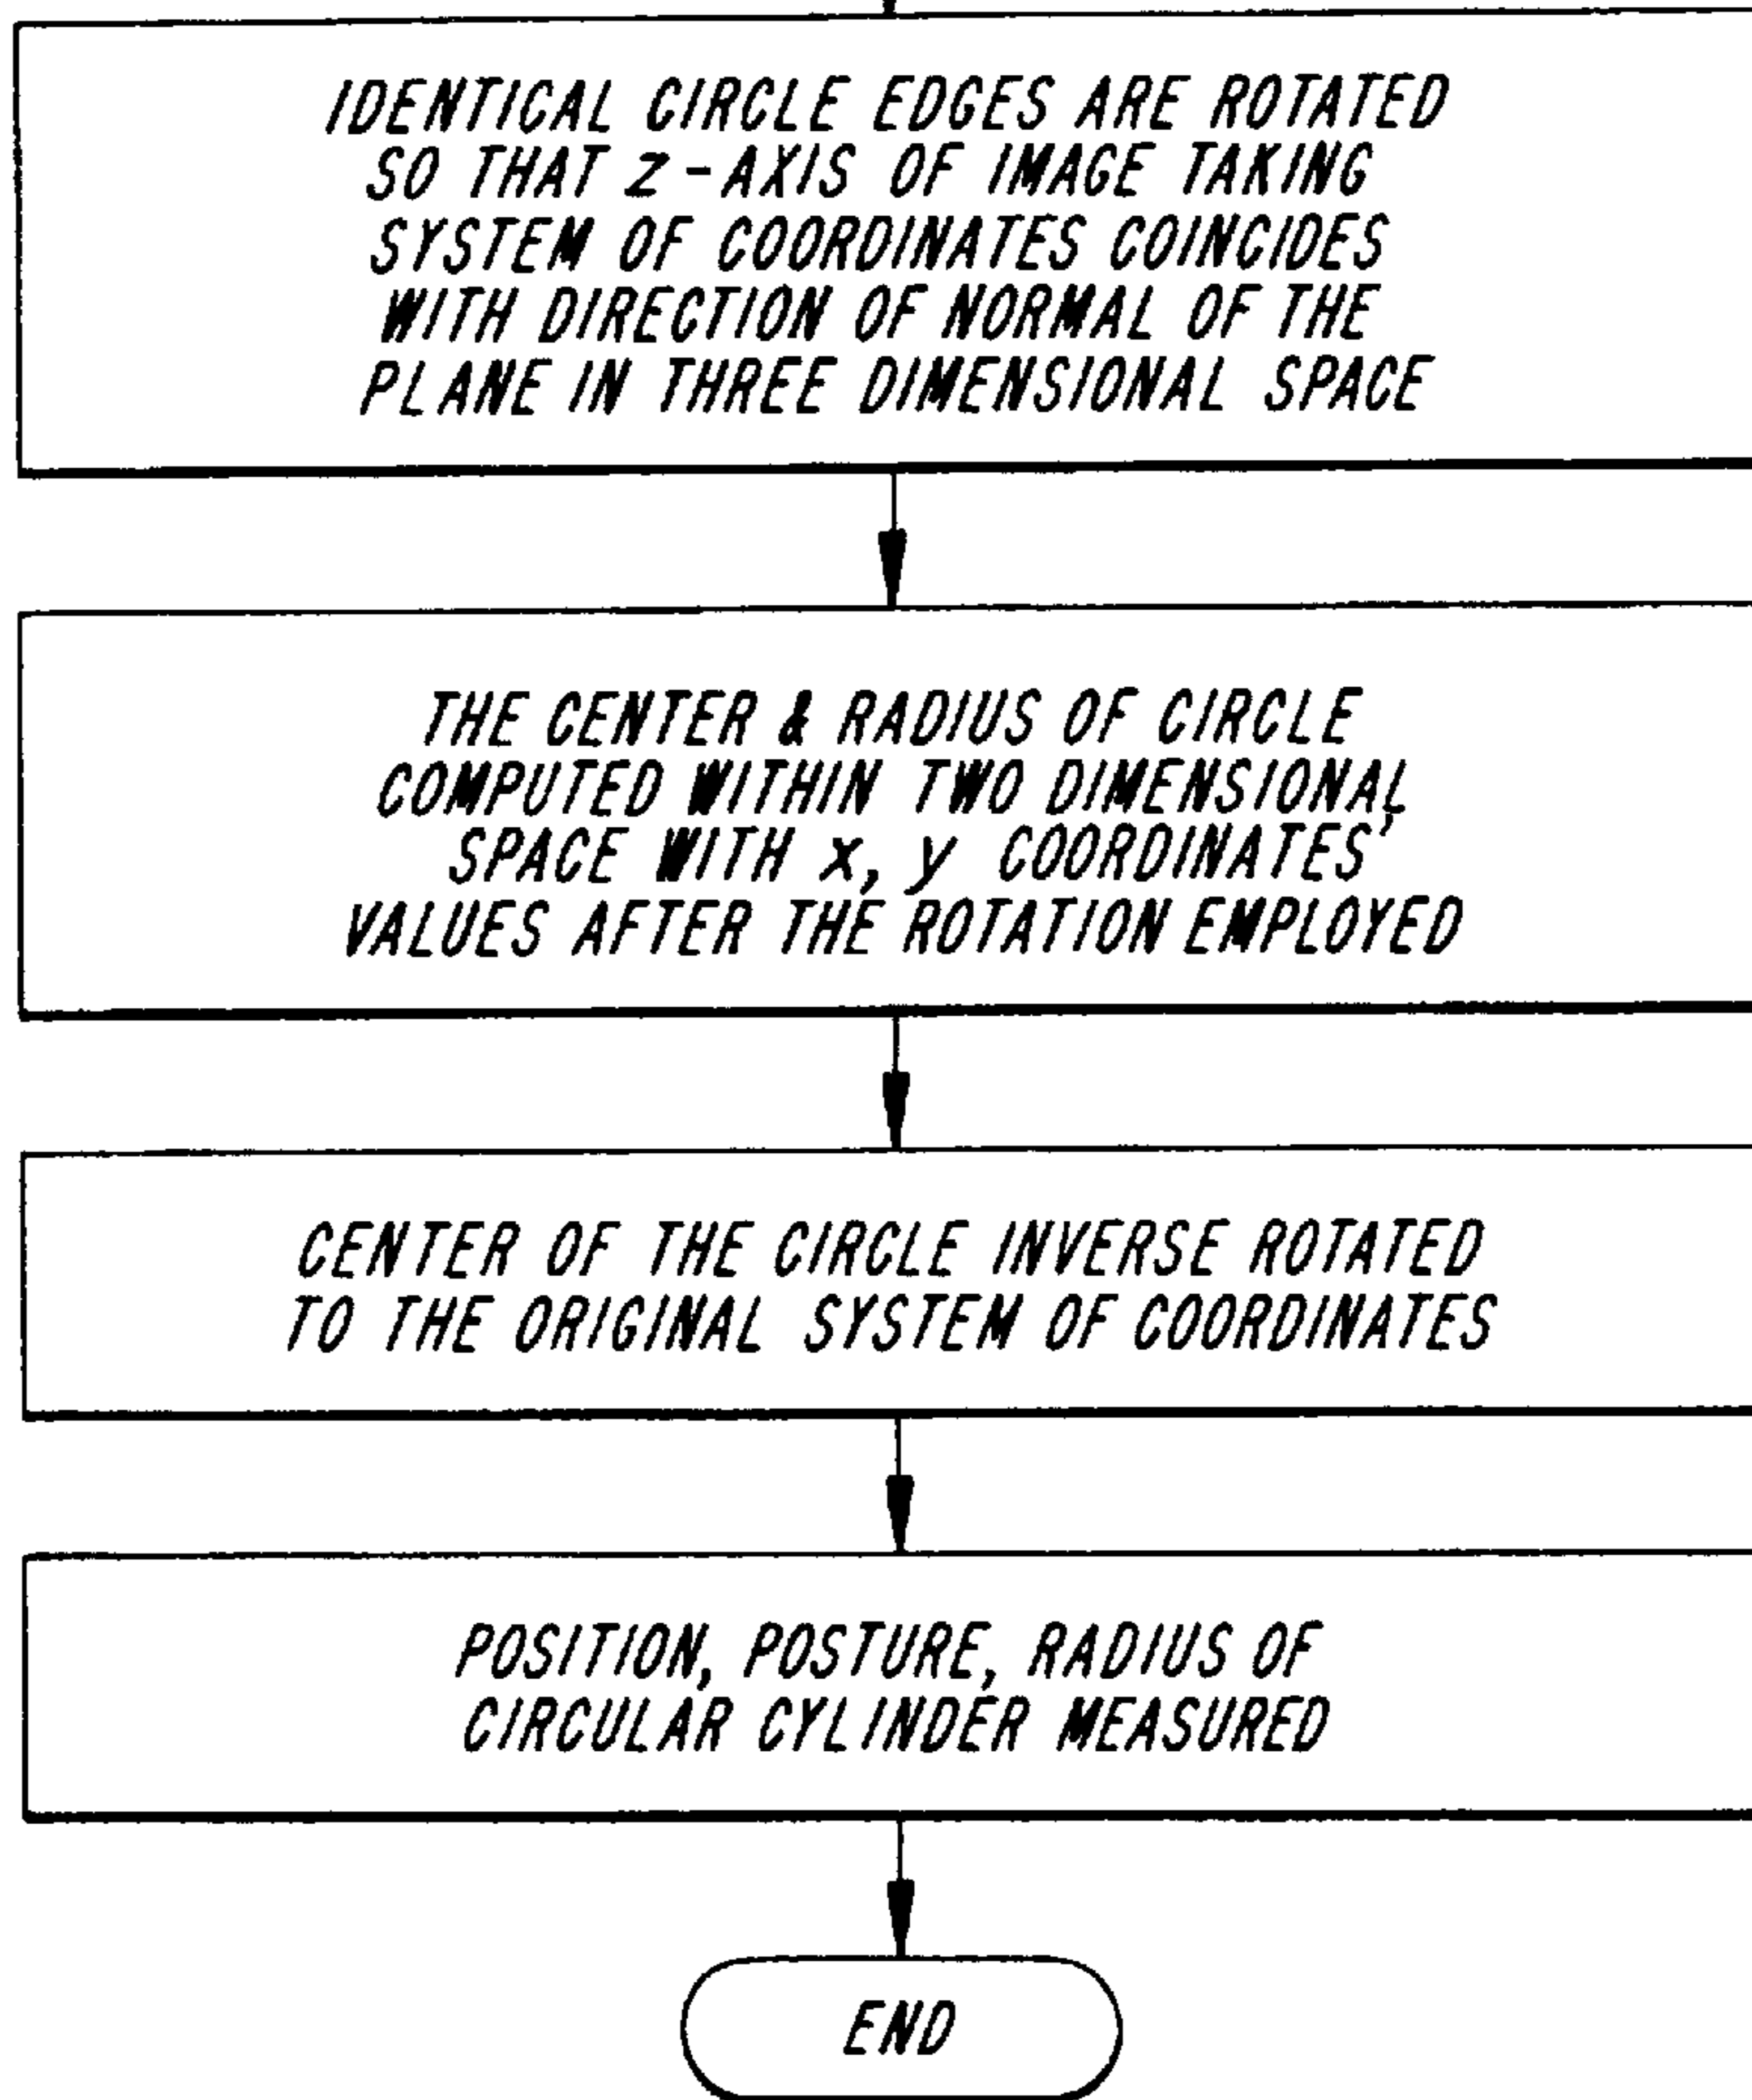 IDENTICAL CIRCLE EDGES ARE ROTATED
SO THAT z-AXIS OF IMAGE TAKING
SYSTEM OF COORDINATES COINCIDES
WITH DIRECTION OF NORMAL OF THE
PLANE IN THREE DIMENSIONAL SPACE
THE CENTER & RADIUS OF CIRCLE
COMPUTED WITHIN TWO DIMENSIONAL
SPACE WITH x, y COORDINATES'
VALUES AFTER THE ROTATION EMPLOYED
CENTER OF THE CIRCLE INVERSE ROTATED
TO THE ORIGINAL SYSTEM OF COORDINATES
POSITION, POSTURE, RADIUS OF
CIRCULAR CYLINDER MEASURED
END